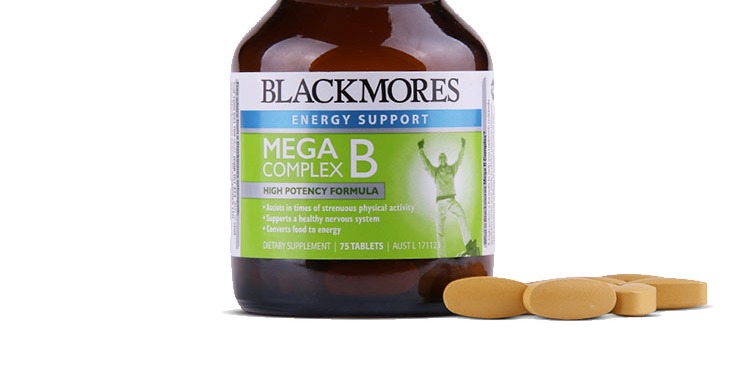 BLACKMORES
ENERGY SUPPORT
MEGA
COMPLEX B
HIGH POTENCY FORMULA
• Assists in times of strenuous physical activity
• Supports a healthy nervous system
• Converts food to energy
DIETARY SUPPLEMENT | 75 TABLETS | AUST L 171123